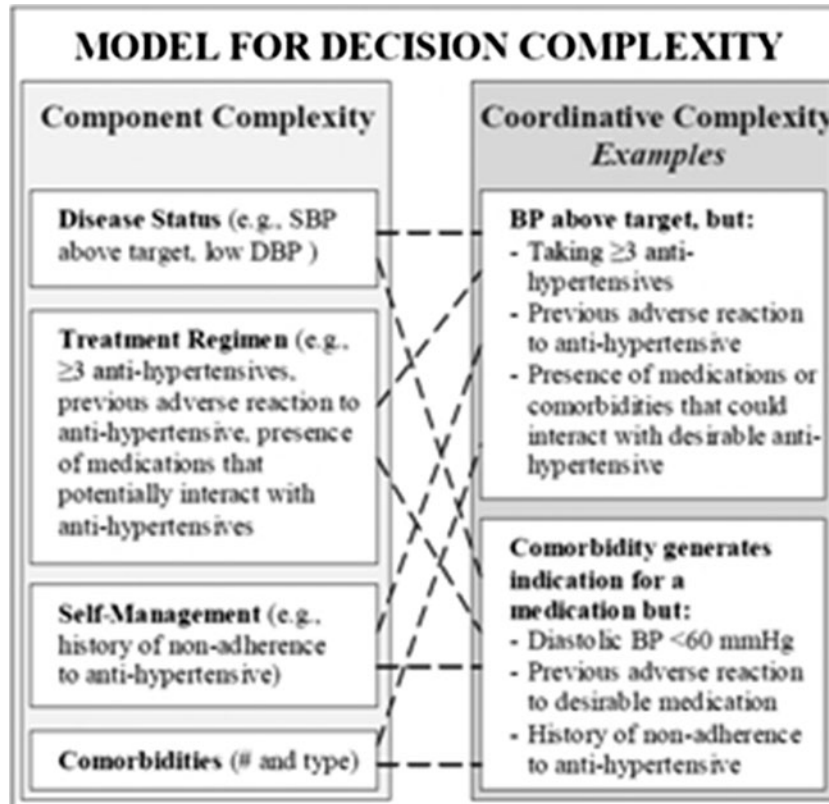 MODEL FOR DECISION COMPLEXITY
Component Complexity
Disease Status (e.g., SBP
above target, low DBP )
Treatment Regimen (e.g.,
≥3 anti-hypertensives,
previous adverse reaction to
anti-hypertensive, presence
of medications that
potentially interact with
anti-hypertensives
Self-Management (e.g.,
history of non-adherence
to anti-hypertensive)
Comorbidities (# and type)
Coordinative Complexity
Examples
BP above target, but:
- Taking ≥3 anti-
hypertensives
- Previous adverse reaction
to anti-hypertensive
- Presence of medications or
comorbidities that could
interact with desirable anti-
hypertensive
Comorbidity generates
indication for a
medication but:
- Diastolic BP <60 mmHg
- Previous adverse reaction
to desirable medication
- History of non-adherence
to anti-hypertensive